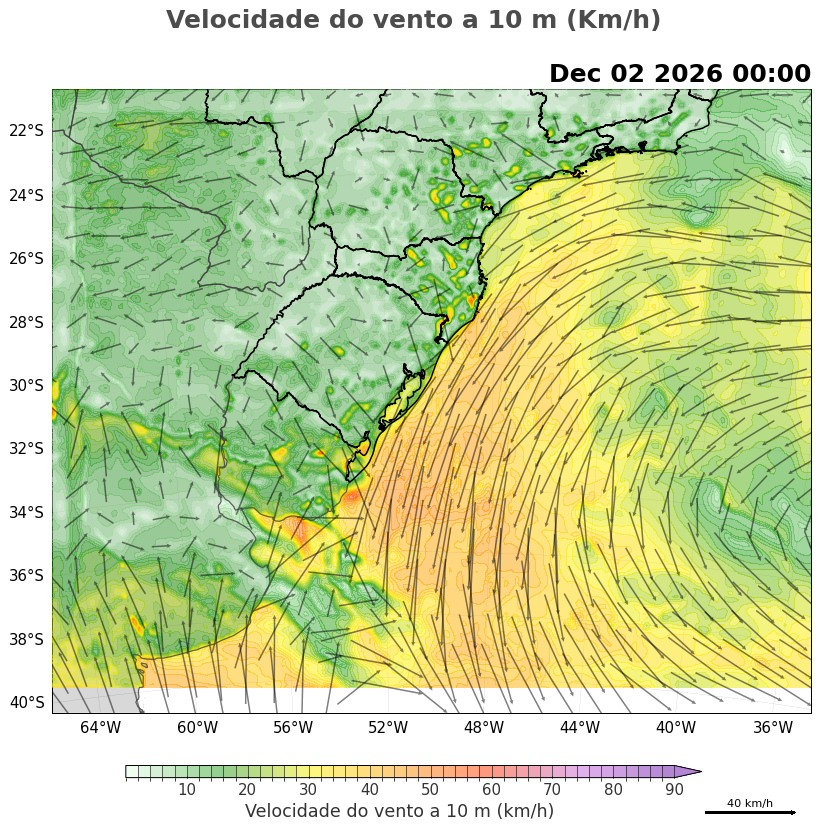 Velocidade do vento a 10 m (Km/h)
Dec 02 2026 00:00
22°S
24°S
26°S
28°S
30°S
32°S
34°S
36°S
38°S
40°S
64°W 60°W 56°W 52°W 48°W 44°W 40°W 36°W
10 20 30 40 50 60 70 80 90
Velocidade do vento a 10 m (km/h)
40 km/h